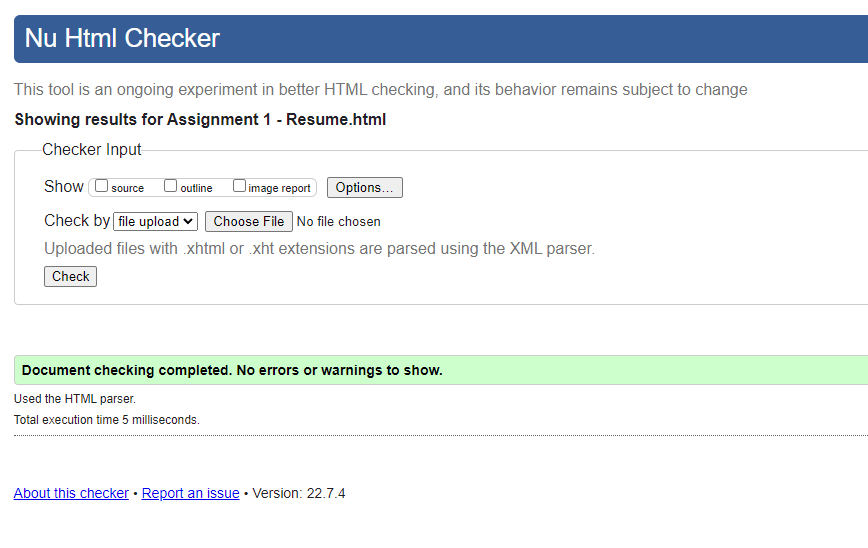 Nu Html Checker
This tool is an ongoing experiment in better HTML checking, and its behavior remains subject to change
Showing results for Assignment 1 - Resume.html
Checker Input
Show source outline image report Options...
Check by file upload Choose File No file chosen
Uploaded files with .xhtml or .xht extensions are parsed using the XML parser.
Check
Document checking completed. No errors or warnings to show.
Used the HTML parser.
Total execution time 5 milliseconds.
About this checker • Report an issue • Version: 22.7.4